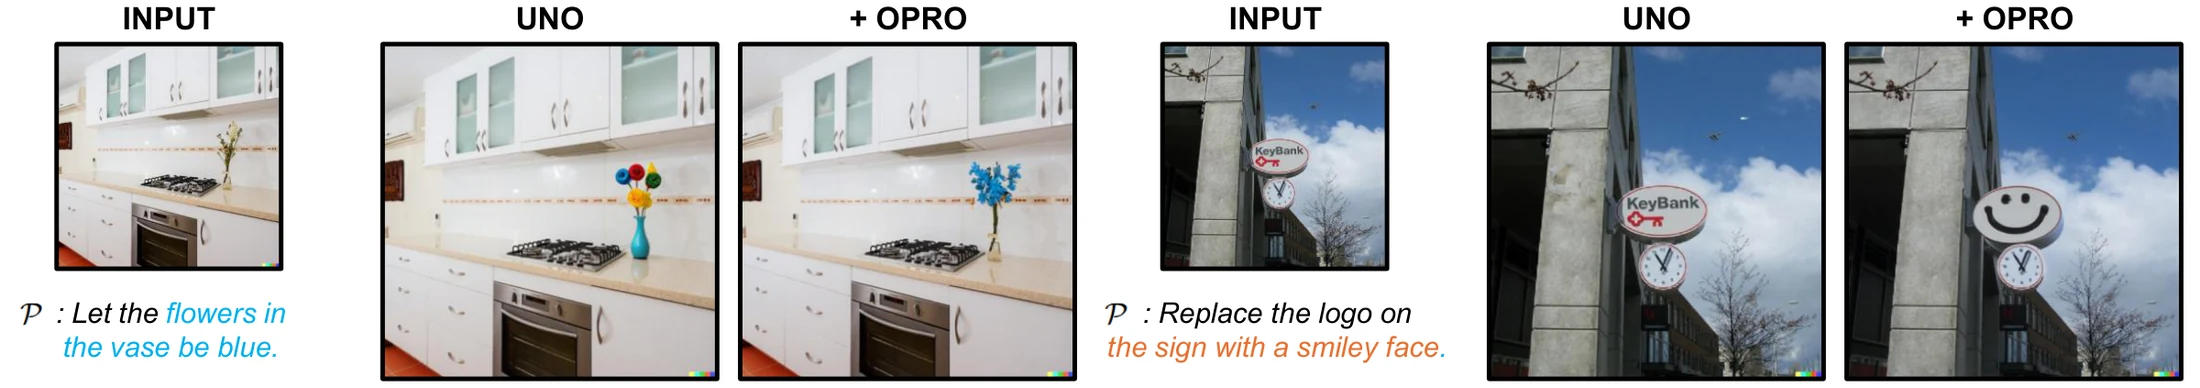 INPUT
UNO
+ OPRO
INPUT
UNO
+ OPRO
KeyBank
KeyBank
𝒫 : Let the flowers in
the vase be blue.
𝒫 : Replace the logo on
the sign with a smiley face.